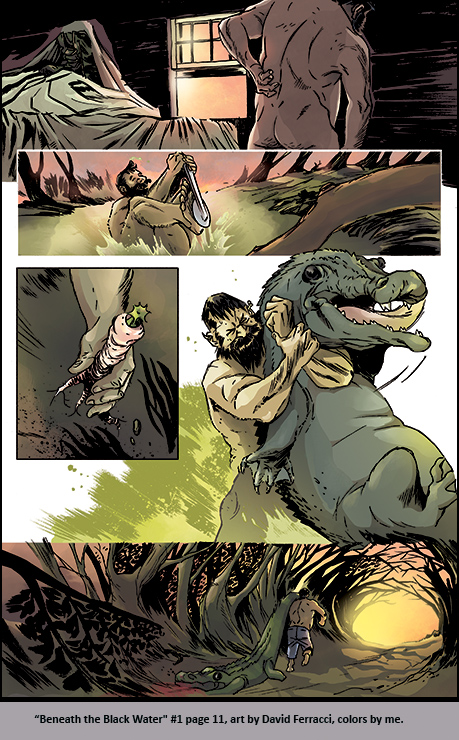 “Beneath the Black Water" #1 page 11, art by David Ferracci, colors by me.